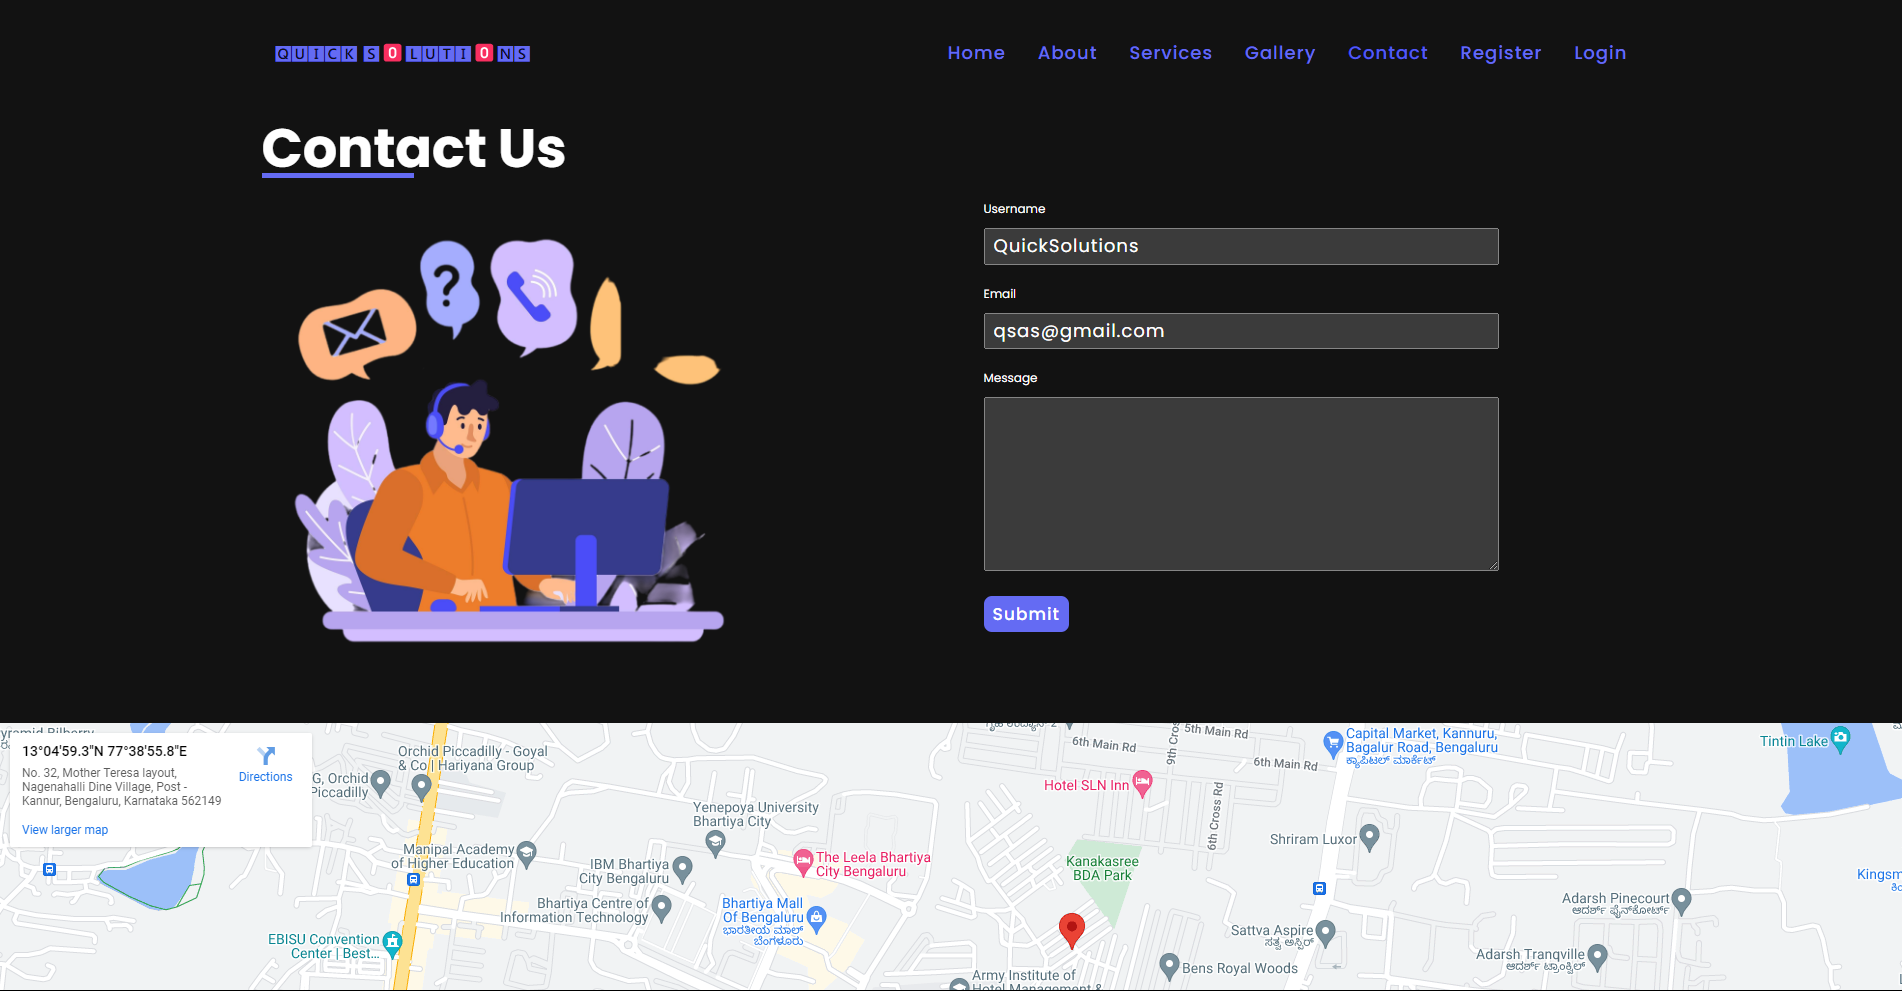 QUICK SOLUTIONS
Home About Services Gallery Contact Register Login
Contact Us
Username
QuickSolutions
Email
qsas@gmail.com
Message
Submit
13°04'59.3"N 77°38'55.8"E
No. 32, Mother Teresa layout,
Nagenahalli Dine Village, Post -
Kannur, Bengaluru, Karnataka 562149
Directions
View larger map
Orchid Piccadilly - Goyal
& Co | Hariyana Group
G, Orchid
Piccadilly
Manipal Academy
of Higher Education
Yenepoya University
Bhartiya City
IBM Bhartiya
City Bengaluru
The Leela Bhartiya
City Bengaluru
Bhartiya Centre of
Information Technology
Bhartiya Mall
Of Bengaluru
ಭಾರತೀಯ ಮಾಲ್
ಬೆಂಗಳೂರು
EBISU Convention
Center | Best...
5th Main Rd
6th Main Rd
6th Main Rd
9th Cros
6th Cross Rd
Hotel SLN Inn
Kanakasree
BDA Park
Capital Market, Kannuru,
Bagalur Road, Bengaluru
ಕ್ಯಾಪಿಟಲ್ ಮಾರ್ಕೆಟ್
Tintin Lake
Shriram Luxor
Kingsm
Adarsh Pinecourt
ಆದರ್ಶ್ ಪೈನ್‌ಕೋರ್ಟ್
Sattva Aspire
ಸತ್ವ ಅಸ್ಪಿರ್
Adarsh Tranqville
ಆದರ್ಶ್ ಟ್ರಾಂಕ್ವಿಲ್
Bens Royal Woods
Army Institute of
Hotel Management &